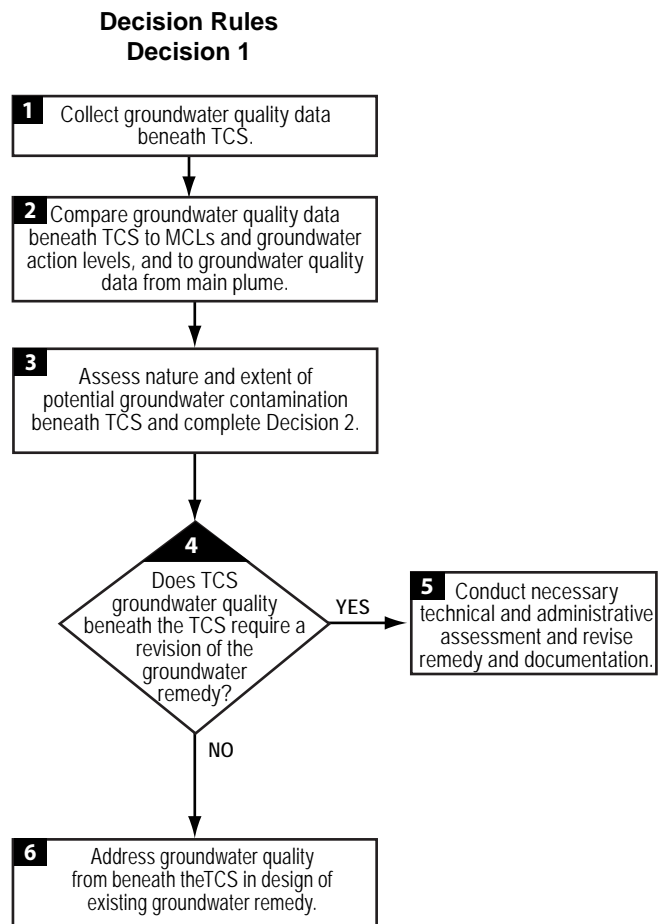 Decision Rules
Decision 1
1
Collect groundwater quality data
beneath TCS.
2
Compare groundwater quality data
beneath TCS to MCLs and groundwater
action levels, and to groundwater quality
data from main plume.
3
Assess nature and extent of
potential groundwater contamination
beneath TCS and complete Decision 2.
4
Does TCS
groundwater quality
beneath the TCS require a
revision of the
groundwater
remedy?
YES
5
Conduct necessary
technical and administrative
assessment and revise
remedy and documentation.
NO
6
Address groundwater quality
from beneath theTCS in design of
existing groundwater remedy.